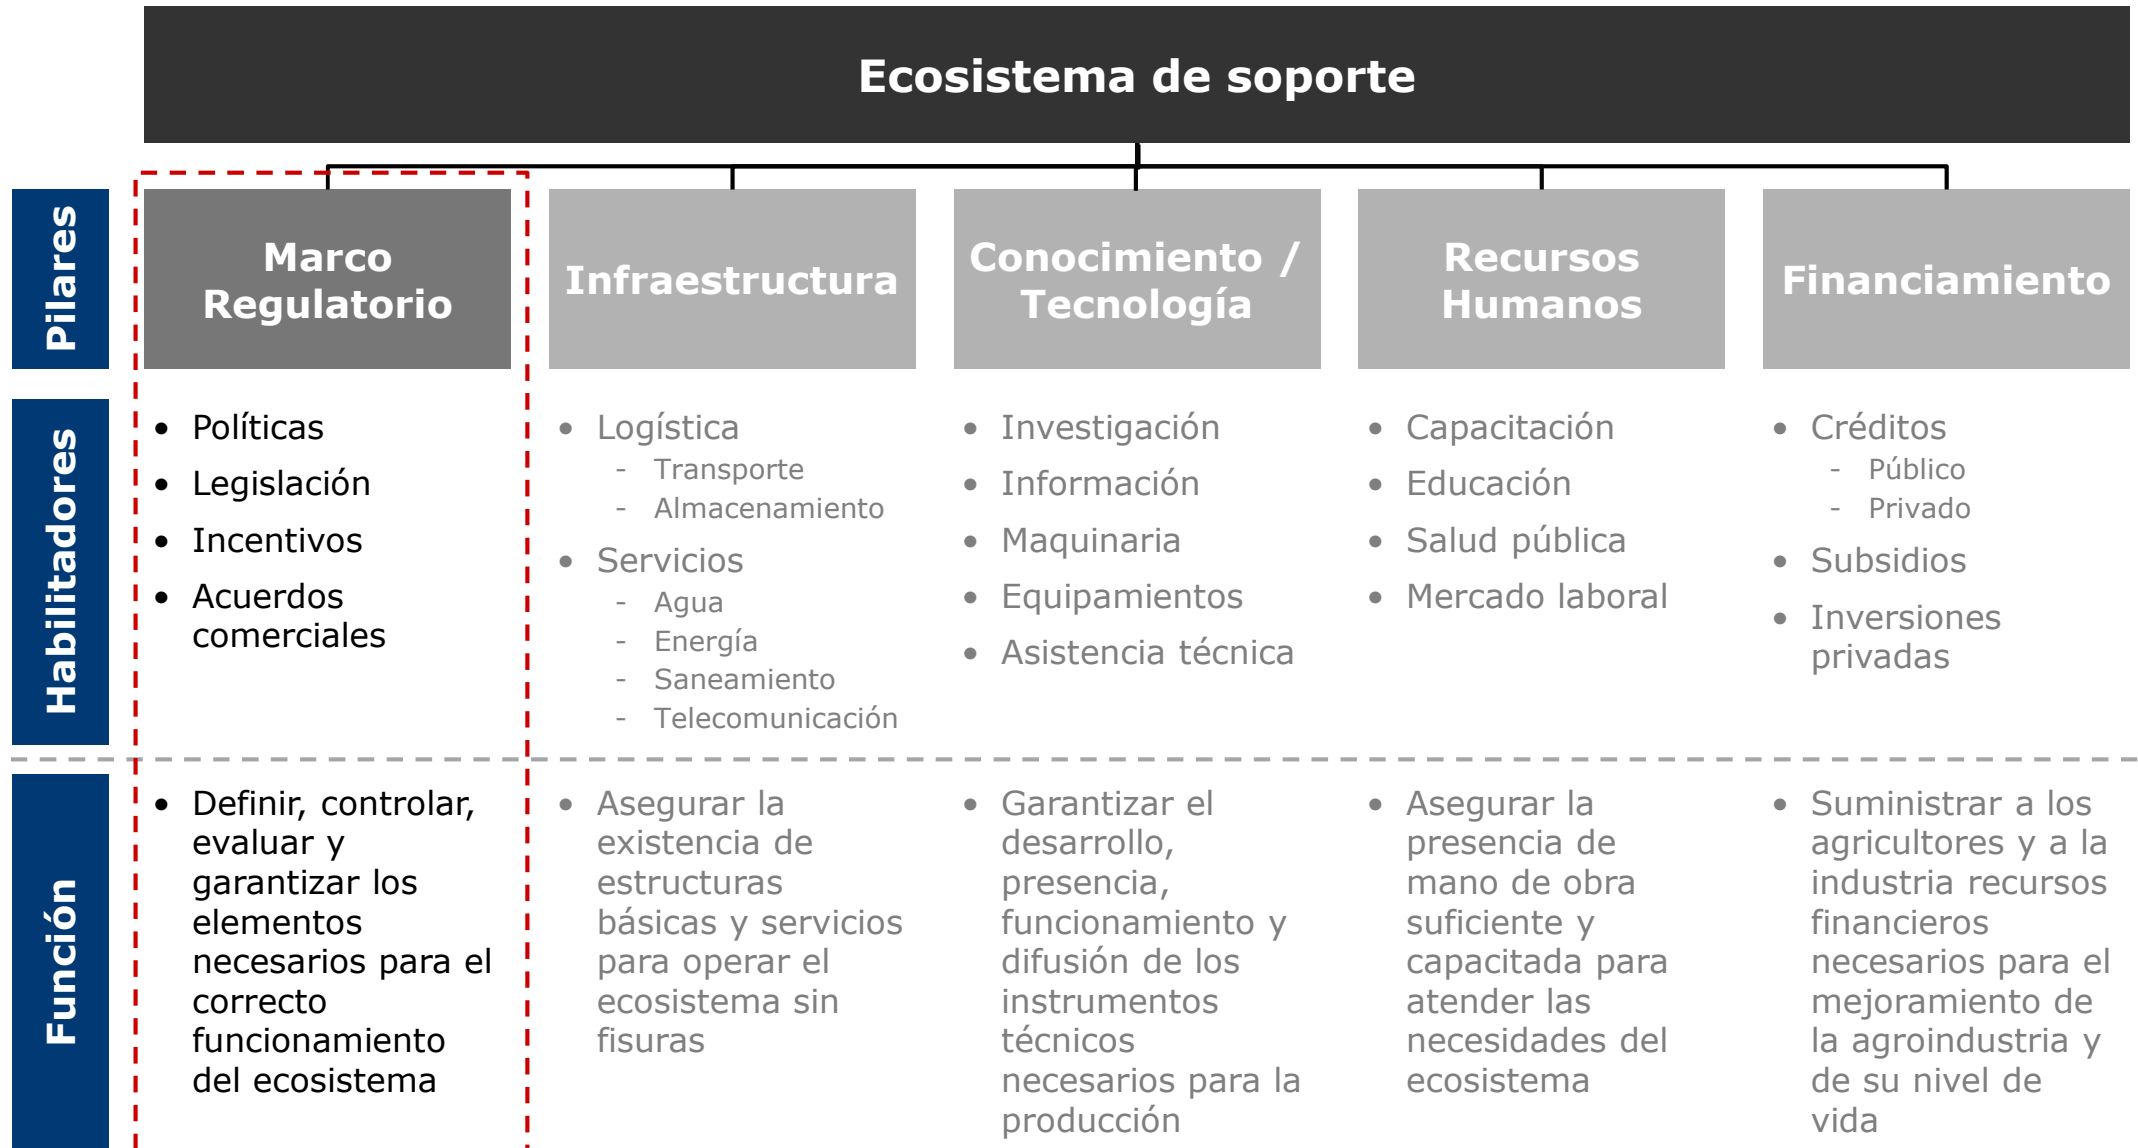 Ecosistema de soporte
Pilares
Marco
Regulatorio
Infraestructura
Conocimiento /
Tecnología
Recursos
Humanos
Financiamiento
Habilitadores
• Políticas
• Legislación
• Incentivos
• Acuerdos
comerciales
• Logística
- Transporte
- Almacenamiento
• Servicios
- Agua
- Energía
- Saneamiento
- Telecomunicación
• Investigación
• Información
• Maquinaria
• Equipamientos
• Asistencia técnica
• Capacitación
• Educación
• Salud pública
• Mercado laboral
• Créditos
- Público
- Privado
• Subsidios
• Inversiones
privadas
Función
• Definir, controlar,
evaluar y
garantizar los
elementos
necesarios para el
correcto
funcionamiento
del ecosistema
• Asegurar la
existencia de
estructuras
básicas y servicios
para operar el
ecosistema sin
fisuras
• Garantizar el
desarrollo,
presencia,
funcionamiento y
difusión de los
instrumentos
técnicos
necesarios para la
producción
• Asegurar la
presencia de
mano de obra
suficiente y
capacitada para
atender las
necesidades del
ecosistema
• Suministrar a los
agricultores y a la
industria recursos
financieros
necesarios para el
mejoramiento de
la agroindustria y
de su nivel de
vida